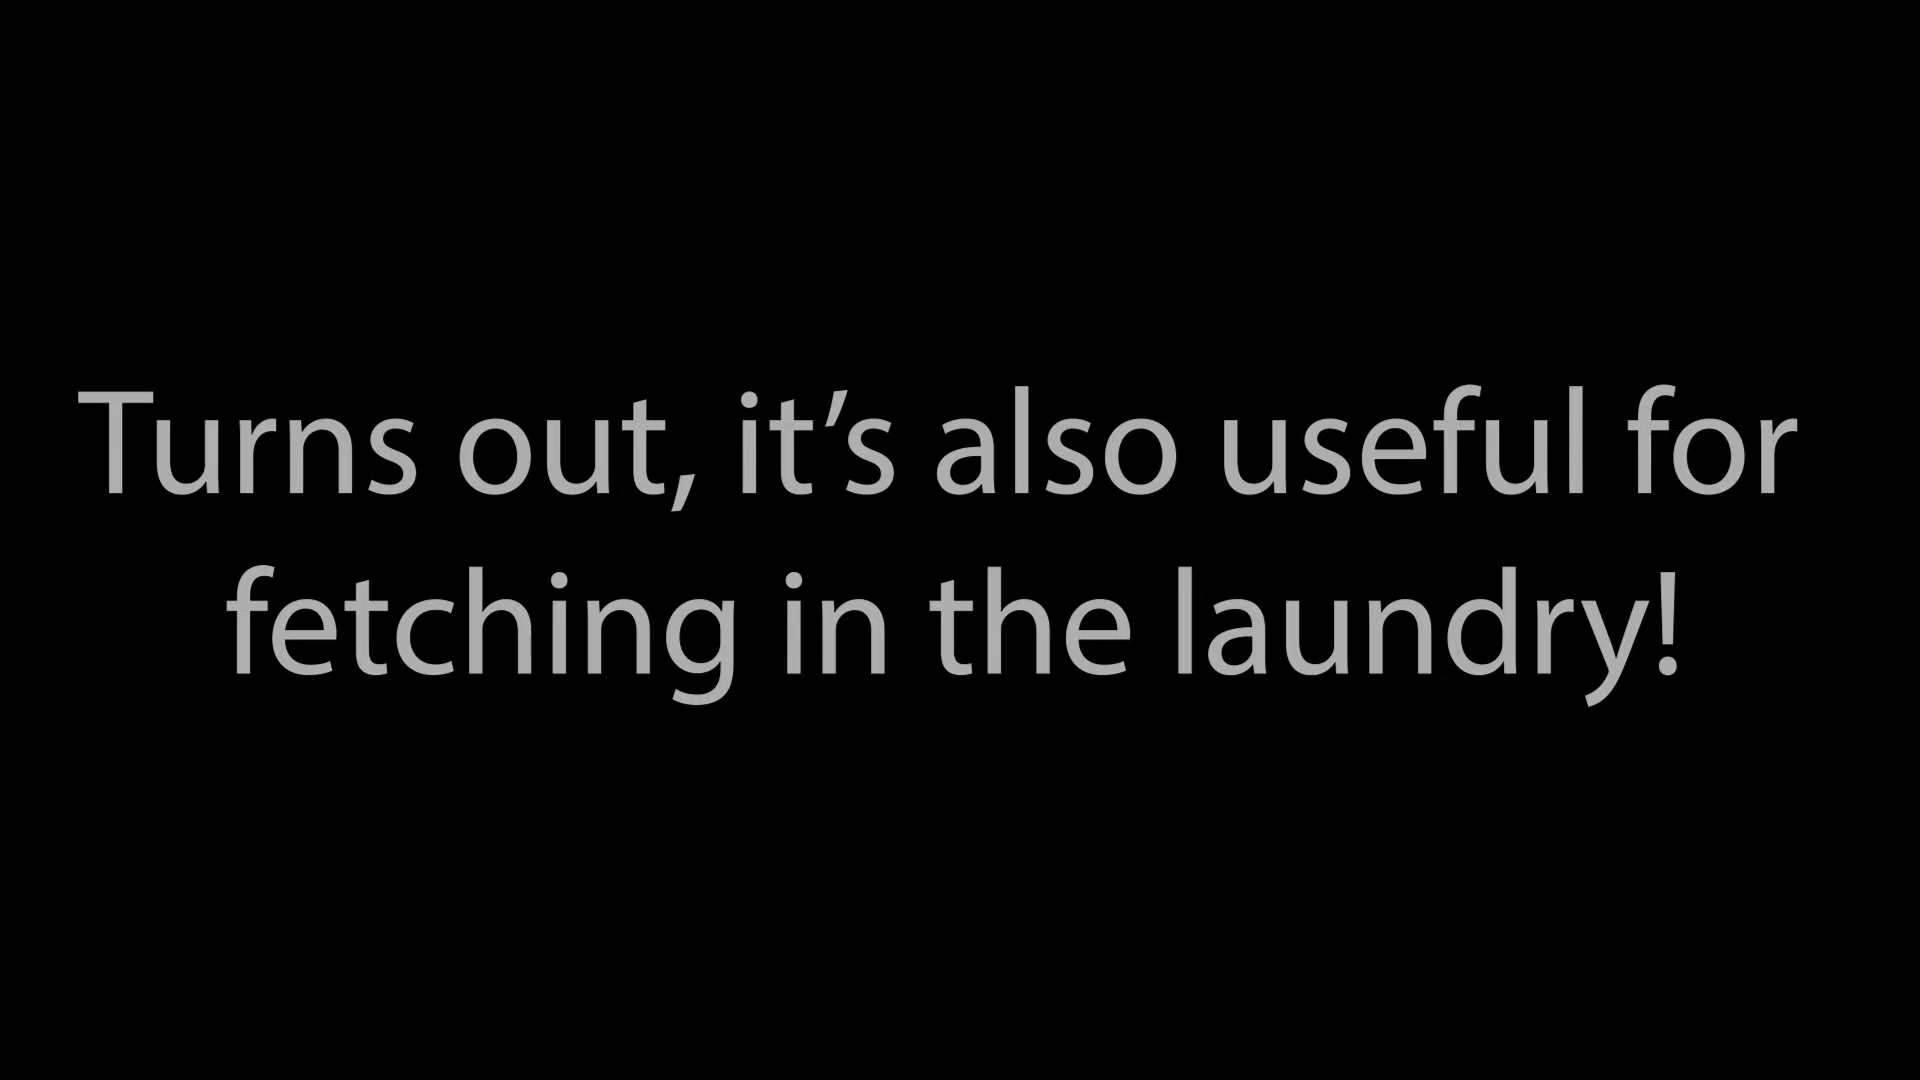 Turns out, it’s also useful for
fetching in the laundry!